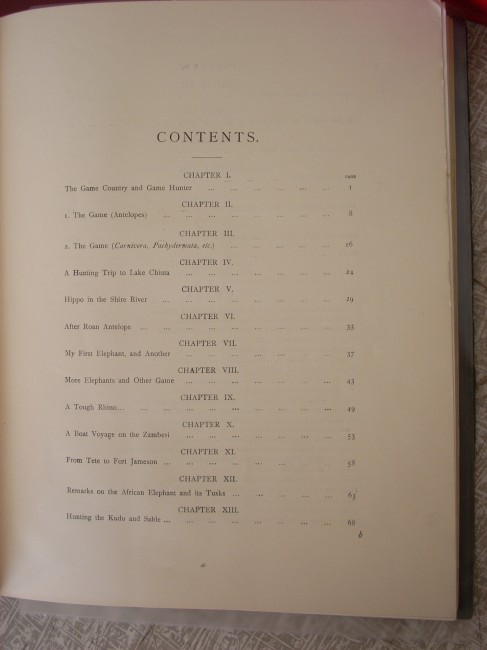 CONTENTS.
CHAPTER I.
PAGE
The Game Country and Game Hunter ... ... ... ... ... ... 1
CHAPTER II.
1. The Game (Antelopes) ... ... ... ... ... ... ... 8
CHAPTER III.
2. The Game (Carnivera, Pachydermata, etc.) ... ... ... ... ... 16
CHAPTER IV.
A Hunting Trip to Lake Chiuta ... ... ... ... ... ... ... 24
CHAPTER V.
Hippo in the Shire River ... ... ... ... ... ... ... 29
CHAPTER VI.
After Roan Antelope ... ... ... ... ... ... ... ... 33
CHAPTER VII.
My First Elephant, and Another ... ... ... ... ... ... ... 37
CHAPTER VIII.
More Elephants and Other Game ... ... ... ... ... ... ... 43
CHAPTER IX.
A Tough Rhino... ... ... ... ... ... ... ... ... 49
CHAPTER X.
A Boat Voyage on the Zambesi ... ... ... ... ... ... ... 53
CHAPTER XI.
From Tete to Fort Jameson ... ... ... ... ... ... ... 58
CHAPTER XII.
Remarks on the African Elephant and its Tusks ... ... ... ... ... 63
CHAPTER XIII.
Hunting the Kudu and Sable ... ... ... ... ... ... ... 69
b